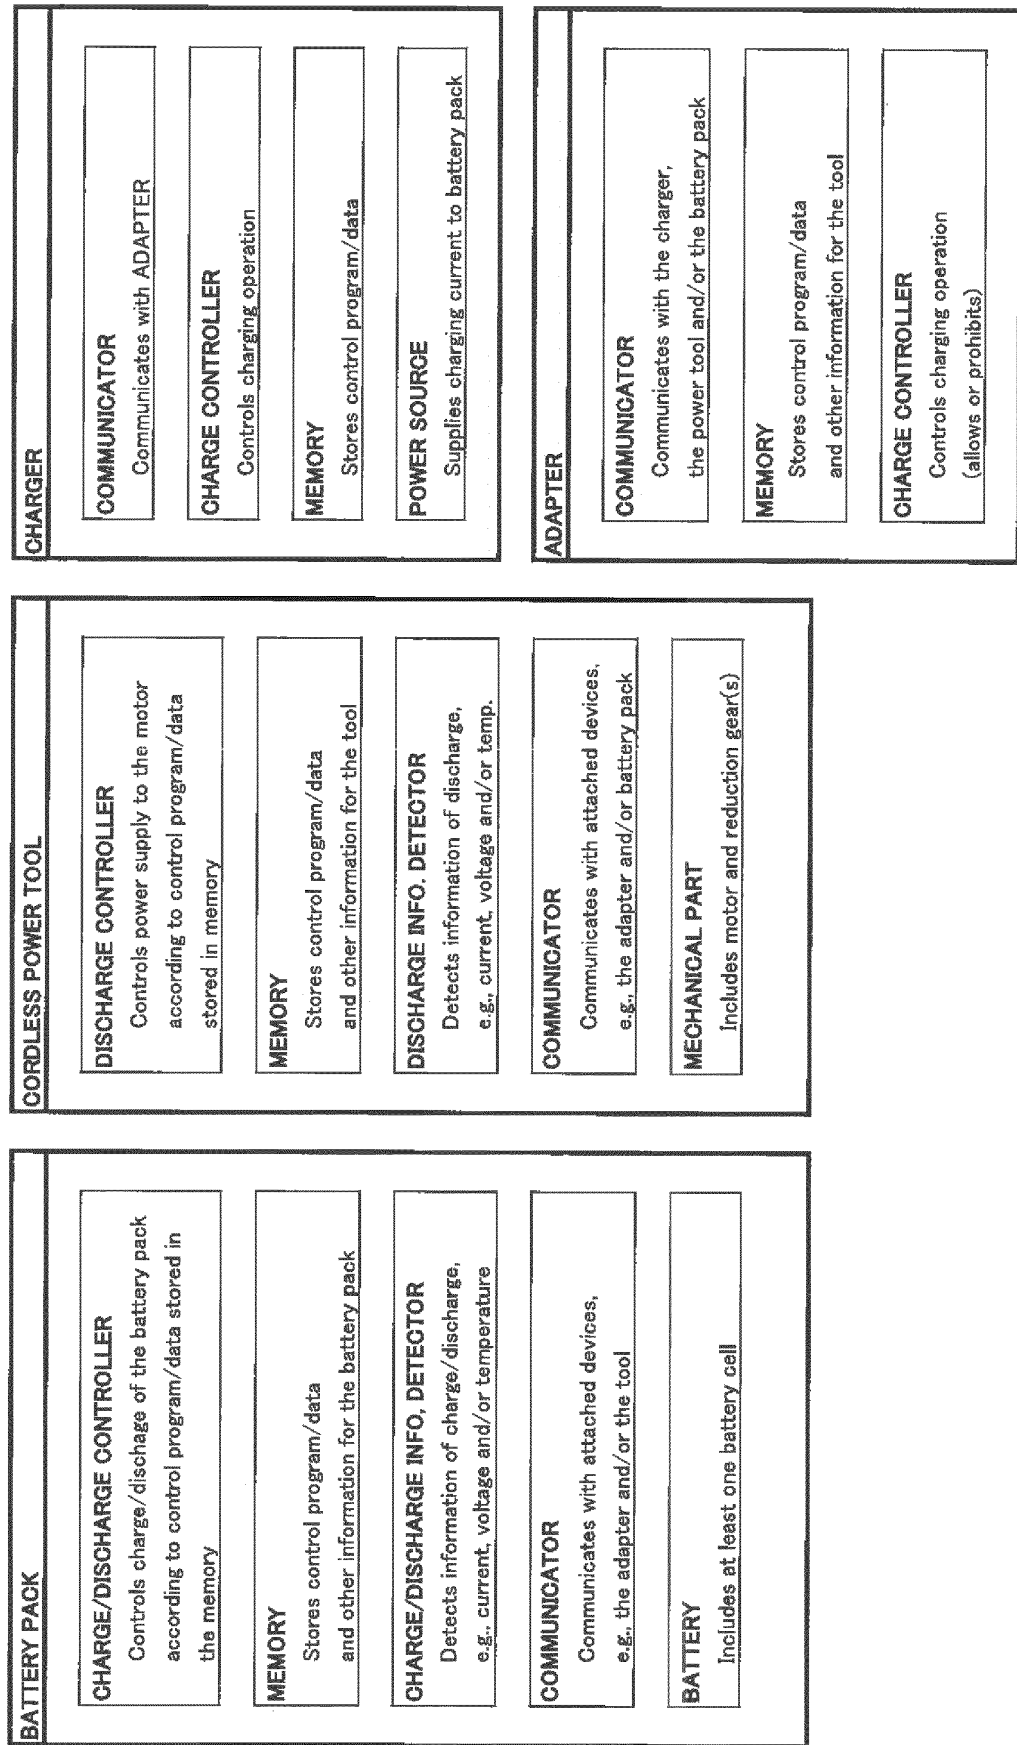 BATTERY PACK
CHARGE/DISCHARGE CONTROLLER
Controls charge/dischage of the battery pack
according to control program/data stored in
the memory
MEMORY
Stores control program/data
and other information for the battery pack
CHARGE/DISCHARGE INFO, DETECTOR
Detects information of charge/discharge,
e.g., current, voltage and/or temperature
COMMUNICATOR
Communicates with attached devices,
e.g., the adapter and/or the tool
BATTERY
Includes at least one battery cell
CORDLESS POWER TOOL
DISCHARGE CONTROLLER
Controls power supply to the motor
according to control program/data
stored in memory
MEMORY
Stores control program/data
and other information for the tool
DISCHARGE INFO. DETECTOR
Detects information of discharge,
e.g., current, voltage and/or temp.
COMMUNICATOR
Communicates with attached devices,
e.g., the adapter and/or battery pack
MECHANICAL PART
Includes motor and reduction gear(s)
CHARGER
COMMUNICATOR
Communicates with ADAPTER
CHARGE CONTROLLER
Controls charging operation
MEMORY
Stores control program/data
POWER SOURCE
Supplies charging current to battery pack
ADAPTER
COMMUNICATOR
Communicates with the charger,
the power tool and/or the battery pack
MEMORY
Stores control program/data
and other information for the tool
CHARGE CONTROLLER
Controls charging operation
(allows or prohibits)